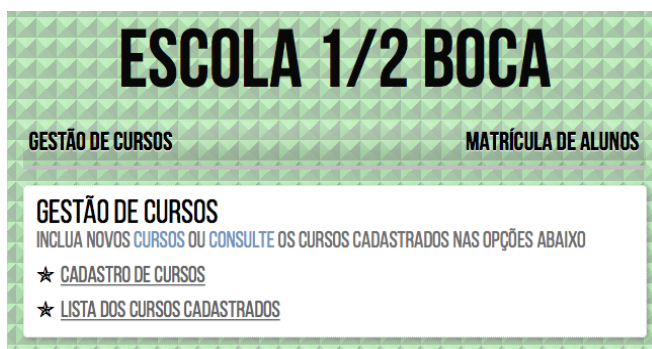 ESCOLA 1/2 BOCA
GESTÃO DE CURSOS MATRÍCULA DE ALUNOS
GESTÃO DE CURSOS
INCLUA NOVOS CURSOS OU CONSULTE OS CURSOS CADASTRADOS NAS OPÇÕES ABAIXO
★ CADASTRO DE CURSOS
★ LISTA DOS CURSOS CADASTRADOS